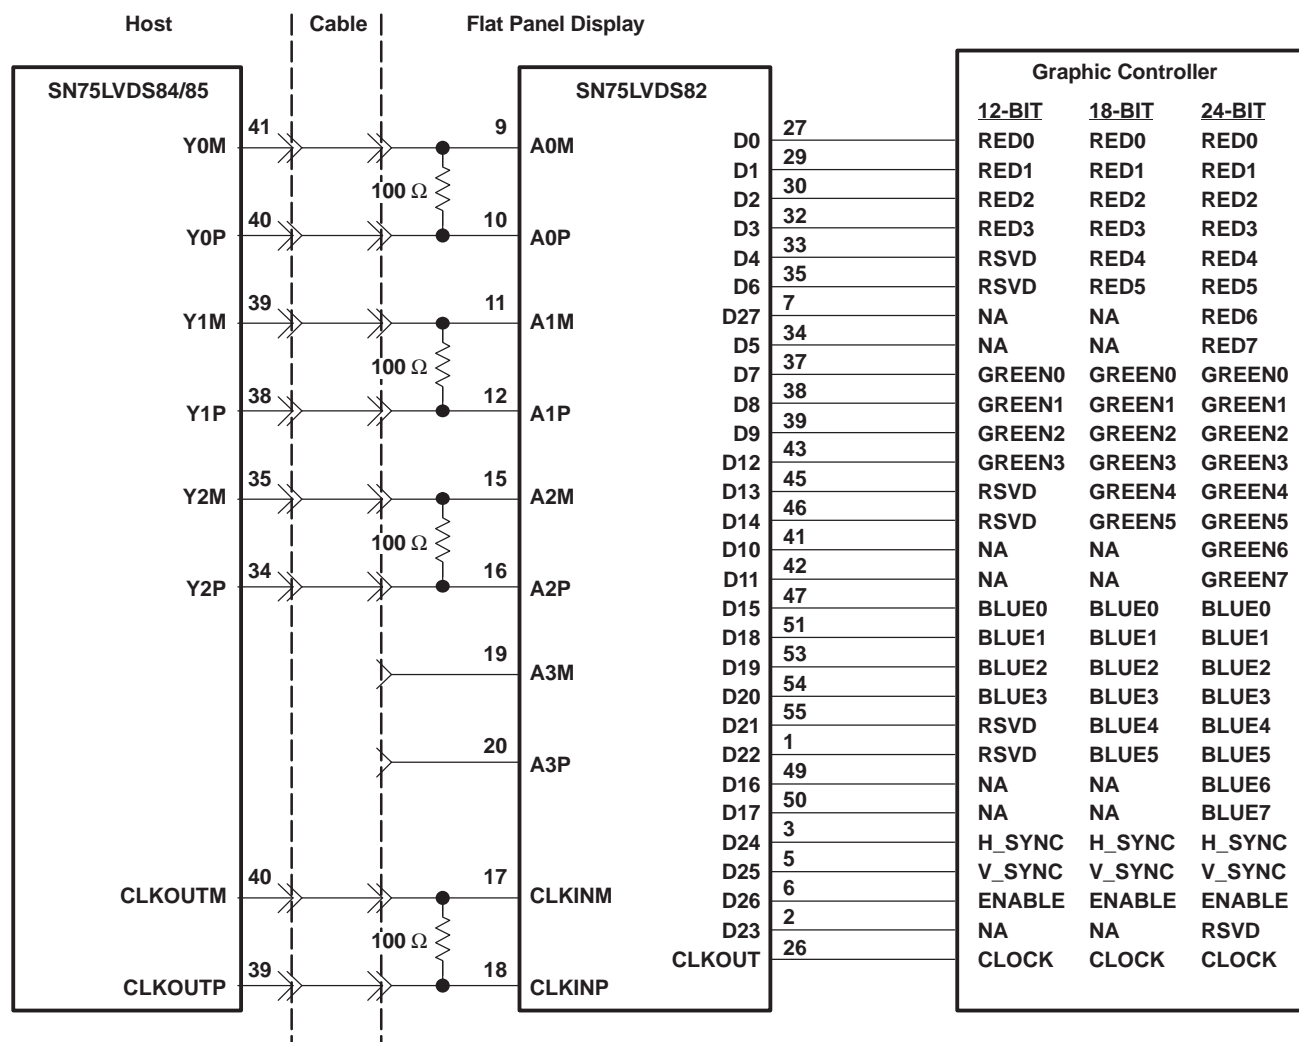 Host Cable Flat Panel Display
SN75LVDS84/85
Y0M 41
Y0P 40
Y1M 39
Y1P 38
Y2M 35
Y2P 34
CLKOUTM 40
CLKOUTP 39
100 Ω
100 Ω
100 Ω
100 Ω
SN75LVDS82
9 A0M
10 A0P
11 A1M
12 A1P
15 A2M
16 A2P
19 A3M
20 A3P
17 CLKINM
18 CLKINP
Graphic Controller
12-BIT 18-BIT 24-BIT
D0 27 RED0 RED0 RED0
D1 29 RED1 RED1 RED1
D2 30 RED2 RED2 RED2
D3 32 RED3 RED3 RED3
D4 33 RSVD RED4 RED4
D6 35 RSVD RED5 RED5
D27 7 NA NA RED6
D5 34 NA NA RED7
D7 37 GREEN0 GREEN0 GREEN0
D8 38 GREEN1 GREEN1 GREEN1
D9 39 GREEN2 GREEN2 GREEN2
D12 43 GREEN3 GREEN3 GREEN3
D13 45 RSVD GREEN4 GREEN4
D14 46 RSVD GREEN5 GREEN5
D10 41 NA NA GREEN6
D11 42 NA NA GREEN7
D15 47 BLUE0 BLUE0 BLUE0
D18 51 BLUE1 BLUE1 BLUE1
D19 53 BLUE2 BLUE2 BLUE2
D20 54 BLUE3 BLUE3 BLUE3
D21 55 RSVD BLUE4 BLUE4
D22 1 RSVD BLUE5 BLUE5
D16 49 NA NA BLUE6
D17 50 NA NA BLUE7
D24 3 H_SYNC H_SYNC H_SYNC
D25 5 V_SYNC V_SYNC V_SYNC
D26 6 ENABLE ENABLE ENABLE
D23 2 NA NA RSVD
CLKOUT 26 CLOCK CLOCK CLOCK